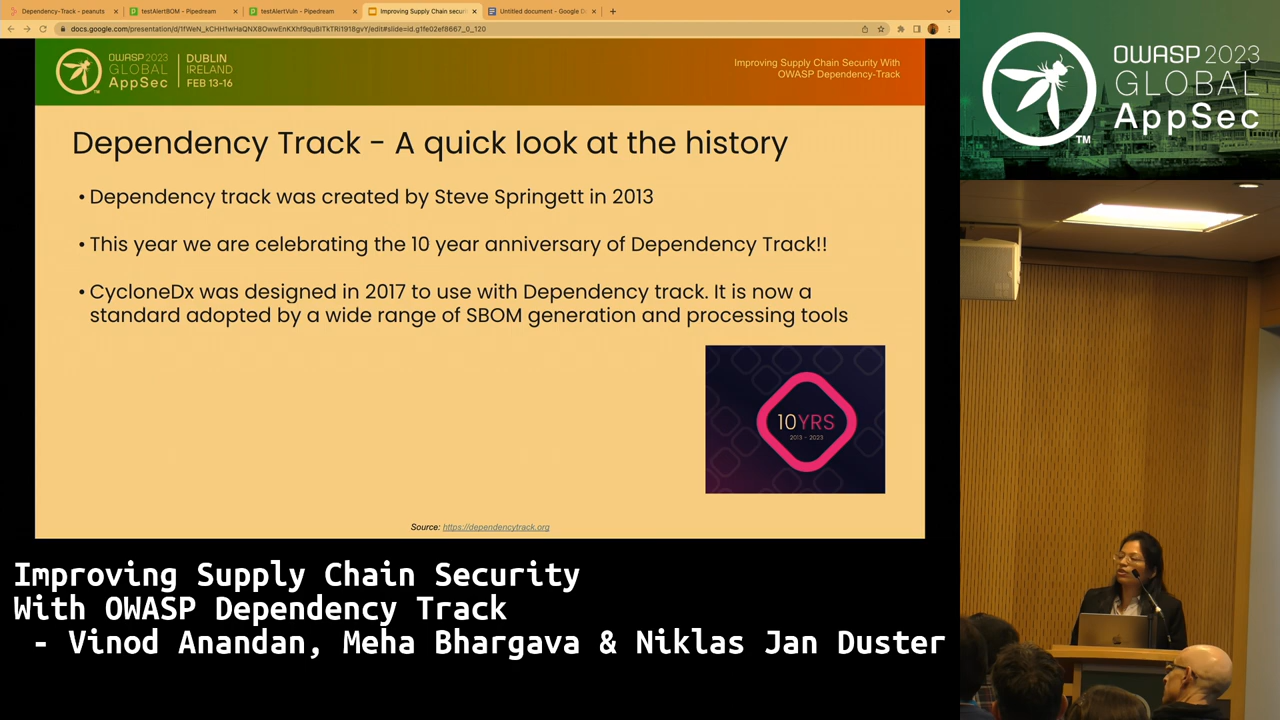 Dependency-Track - peanuts
testAlertBOM - Pipedream
testAlertVuln - Pipedream
Improving Supply Chain securi
Untitled document - Google D
OWASP 2023
GLOBAL
AppSec
TM
DUBLIN
IRELAND
FEB 13-16
Improving Supply Chain Security With
OWASP Dependency-Track
Dependency Track - A quick look at the history
• Dependency track was created by Steve Springett in 2013
• This year we are celebrating the 10 year anniversary of Dependency Track!!
• CycloneDx was designed in 2017 to use with Dependency track. It is now a
standard adopted by a wide range of SBOM generation and processing tools
10YRS
2013 - 2023
Source: https://dependencytrack.org
OWASP 2023
GLOBAL
AppSec
TM
Improving Supply Chain Security
With OWASP Dependency Track
- Vinod Anandan, Meha Bhargava & Niklas Jan Duster